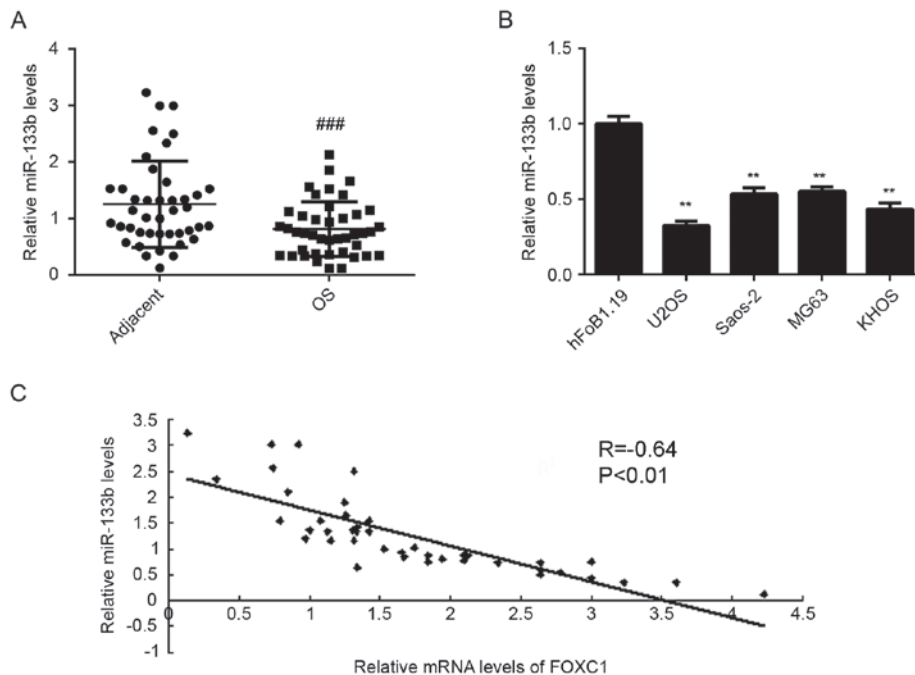 A
Relative miR-133b levels
4
3
2
1
0
###
Adjacent
OS
B
Relative miR-133b levels
1.5
1.0
0.5
0.0
**
**
**
**
hFoB1.19
U2OS
Saos-2
MG63
KHOS
C
Relative miR-133b levels
3.5
3
2.5
2
1.5
1
0.5
0
-0.5
-1
R=-0.64
P<0.01
0 0.5 1 1.5 2 2.5 3 3.5 4 4.5
Relative mRNA levels of FOXC1